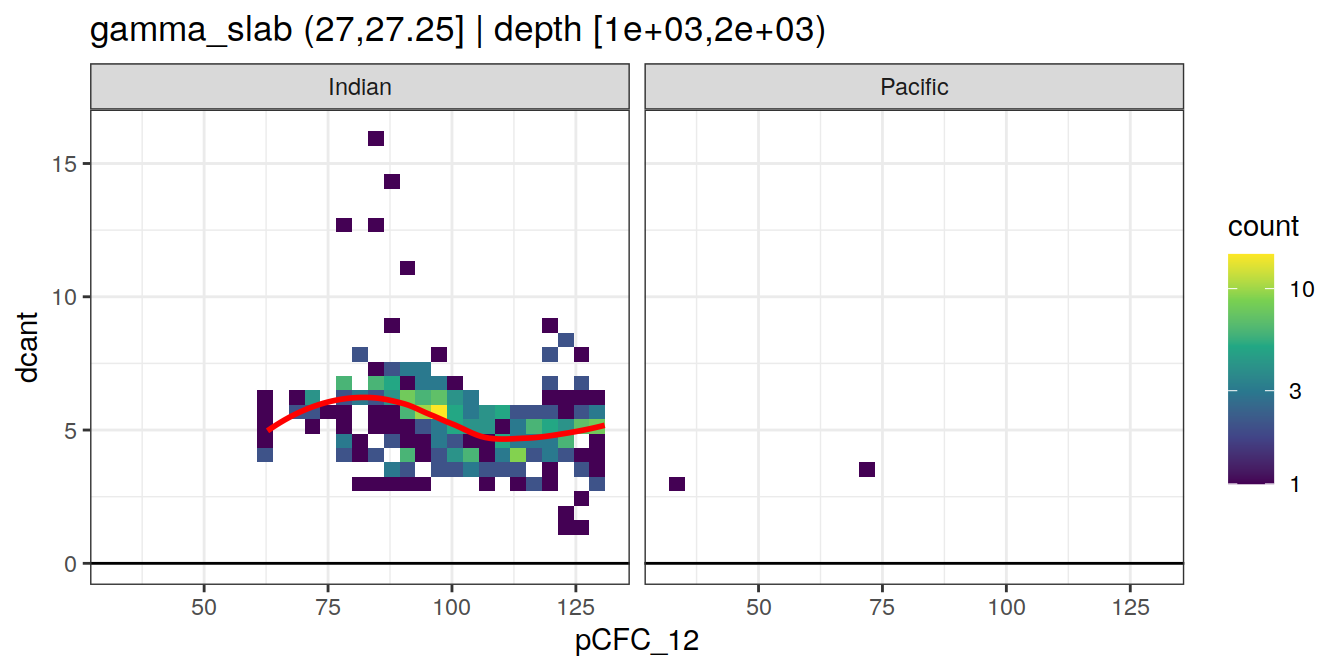 gamma_slab (27,27.25] | depth [1e+03,2e+03)
Indian
Pacific
15
10
5
0
dcant
50 75 100 125
50 75 100 125
pCFC_12
count
10
3
1